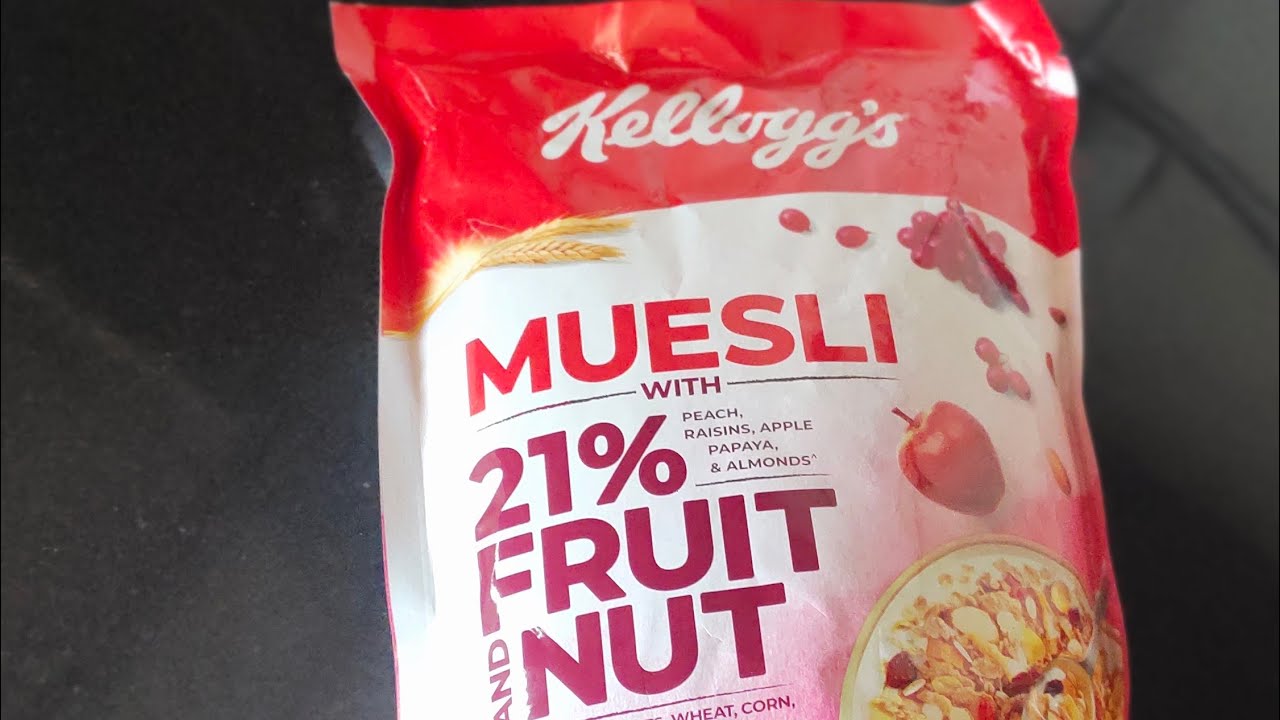 Kellogg's
MUESLI
WITH
21%
PEACH,
RAISINS, APPLE
PAPAYA,
& ALMONDS^
FRUIT
AND
NUT
WHEAT, CORN,